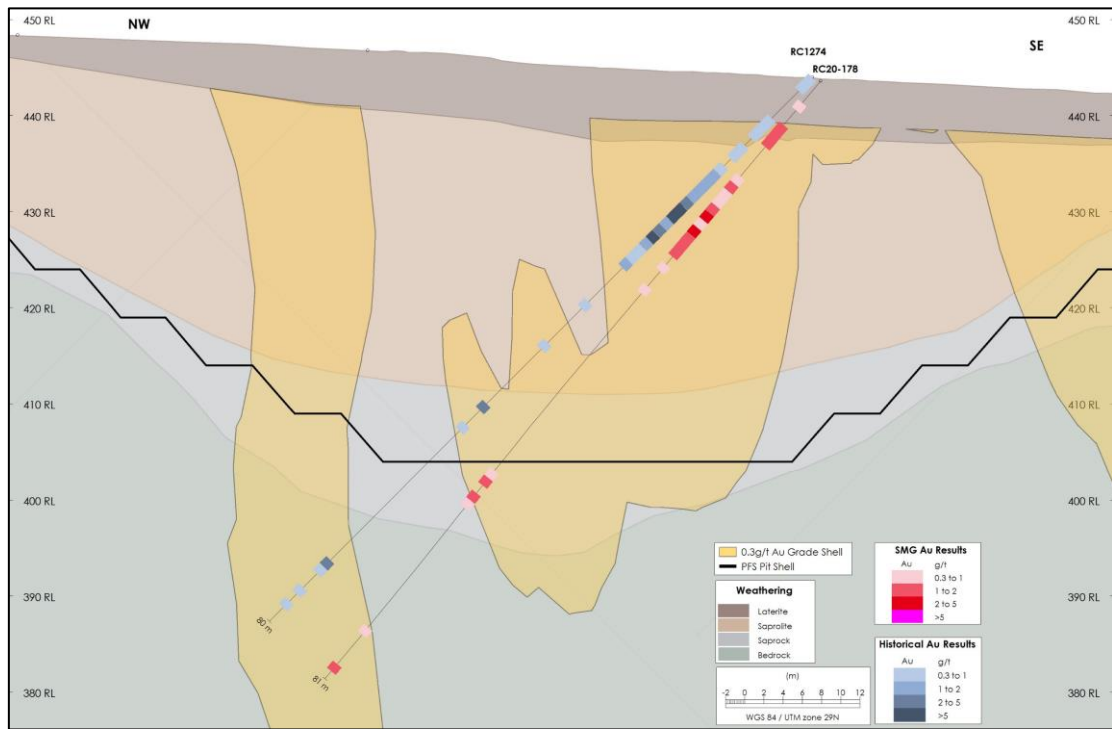 450 RL
NW
RC1274
RC20-178
SE
450 RL
440 RL
440 RL
430 RL
430 RL
420 RL
420 RL
410 RL
410 RL
400 RL
400 RL
390 RL
390 RL
380 RL
380 RL
80 m
81 m
0.3g/t Au Grade Shell
PFS Pit Shell
Weathering
Laterite
Saprolite
Saprock
Bedrock
(m)
-2 0 2 4 6 8 10 12
WGS 84 / UTM zone 29N
SMG Au Results
Au g/t
0.3 to 1
1 to 2
2 to 5
>5
Historical Au Results
Au g/t
0.3 to 1
1 to 2
2 to 5
>5